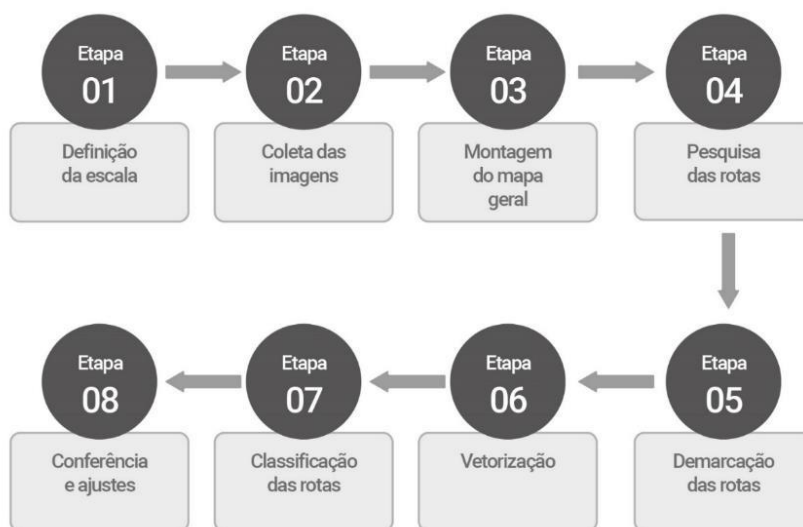 Etapa
01
Definição
da escala
Etapa
02
Coleta das
imagens
Etapa
03
Montagem
do mapa
geral
Etapa
04
Pesquisa
das rotas
Etapa
05
Demarcação
das rotas
Etapa
06
Vetorização
Etapa
07
Classificação
das rotas
Etapa
08
Conferência
e ajustes